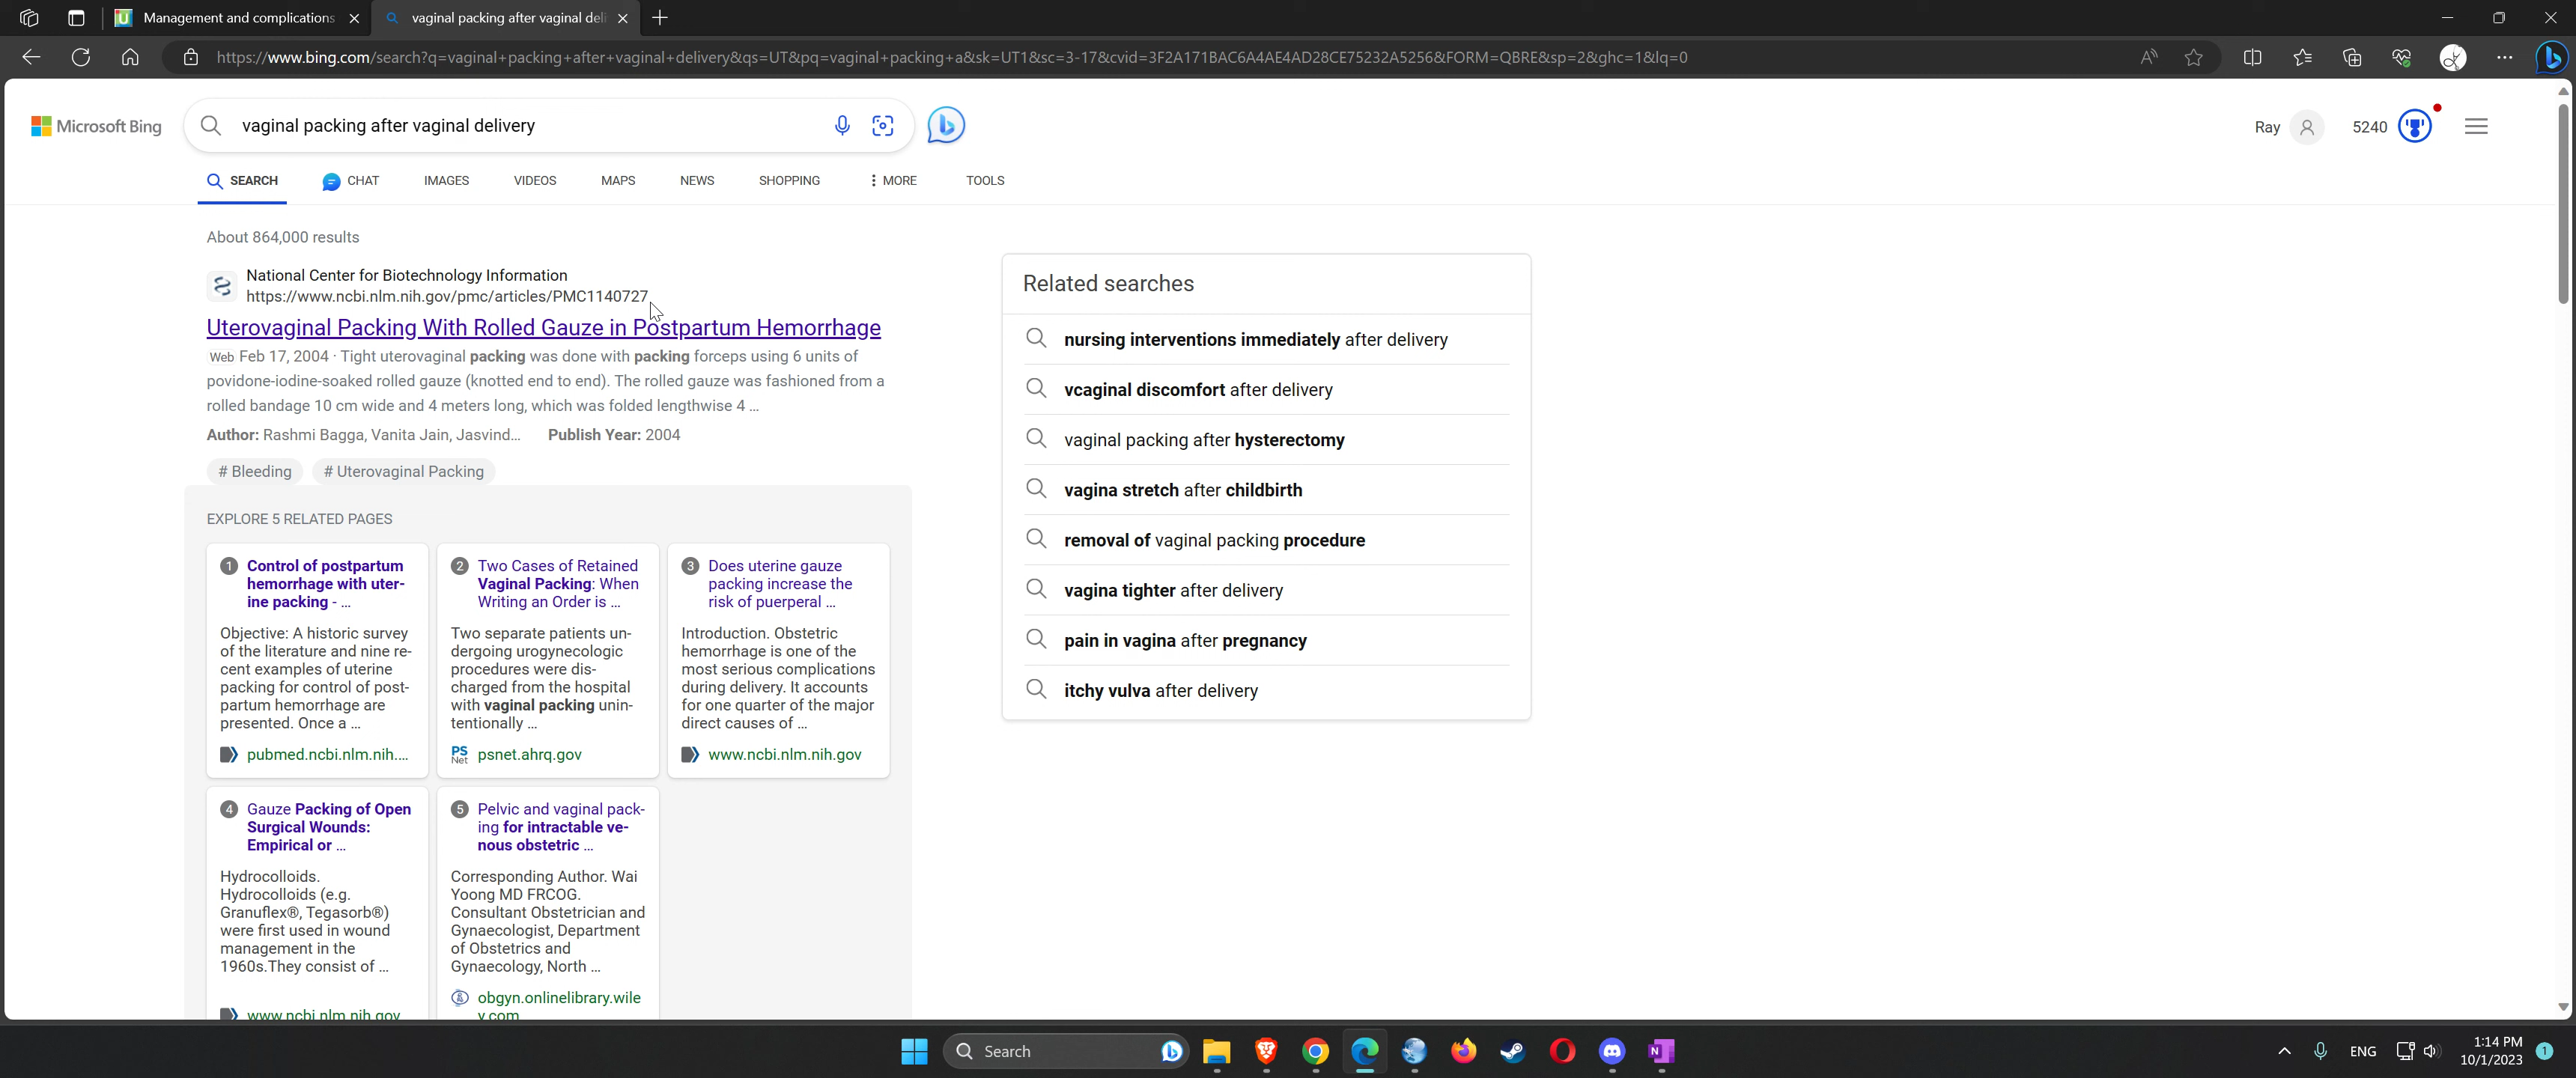 Management and complications
vaginal packing after vaginal deli
https://www.bing.com/search?q=vaginal+packing+after+vaginal+delivery&qs=UT&pq=vaginal+packing+a&sk=UT1&sc=3-17&cvid=3F2A171BAC6A4AE4AD28CE75232A5256&FORM=QBRE&sp=2&ghc=1&lq=0
Microsoft Bing
vaginal packing after vaginal delivery
Ray
5240
SEARCH CHAT IMAGES VIDEOS MAPS NEWS SHOPPING MORE TOOLS
About 864,000 results
National Center for Biotechnology Information
https://www.ncbi.nlm.nih.gov/pmc/articles/PMC1140727
Uterovaginal Packing With Rolled Gauze in Postpartum Hemorrhage
Web Feb 17, 2004 · Tight uterovaginal packing was done with packing forceps using 6 units of
povidone-iodine-soaked rolled gauze (knotted end to end). The rolled gauze was fashioned from a
rolled bandage 10 cm wide and 4 meters long, which was folded lengthwise 4 ...
Author: Rashmi Bagga, Vanita Jain, Jasvind... Publish Year: 2004
# Bleeding # Uterovaginal Packing
EXPLORE 5 RELATED PAGES
1 Control of postpartum
hemorrhage with uter-
ine packing - ...
Objective: A historic survey
of the literature and nine re-
cent examples of uterine
packing for control of post-
partum hemorrhage are
presented. Once a ...
pubmed.ncbi.nlm.nih....
2 Two Cases of Retained
Vaginal Packing: When
Writing an Order is ...
Two separate patients un-
dergoing urogynecologic
procedures were dis-
charged from the hospital
with vaginal packing unin-
tentionally ...
PS
Net
psnet.ahrq.gov
3 Does uterine gauze
packing increase the
risk of puerperal ...
Introduction. Obstetric
hemorrhage is one of the
most serious complications
during delivery. It accounts
for one quarter of the major
direct causes of ...
www.ncbi.nlm.nih.gov
4 Gauze Packing of Open
Surgical Wounds:
Empirical or ...
Hydrocolloids.
Hydrocolloids (e.g.
Granuflex®, Tegasorb®)
were first used in wound
management in the
1960s.They consist of ...
www.ncbi.nlm.nih.gov
5 Pelvic and vaginal pack-
ing for intractable ve-
nous obstetric ...
Corresponding Author. Wai
Yoong MD FRCOG.
Consultant Obstetrician and
Gynaecologist, Department
of Obstetrics and
Gynaecology, North ...
obgyn.onlinelibrary.wile
y.com
Related searches
nursing interventions immediately after delivery
vcaginal discomfort after delivery
vaginal packing after hysterectomy
vagina stretch after childbirth
removal of vaginal packing procedure
vagina tighter after delivery
pain in vagina after pregnancy
itchy vulva after delivery
Search
ENG
1:14 PM
10/1/2023
1